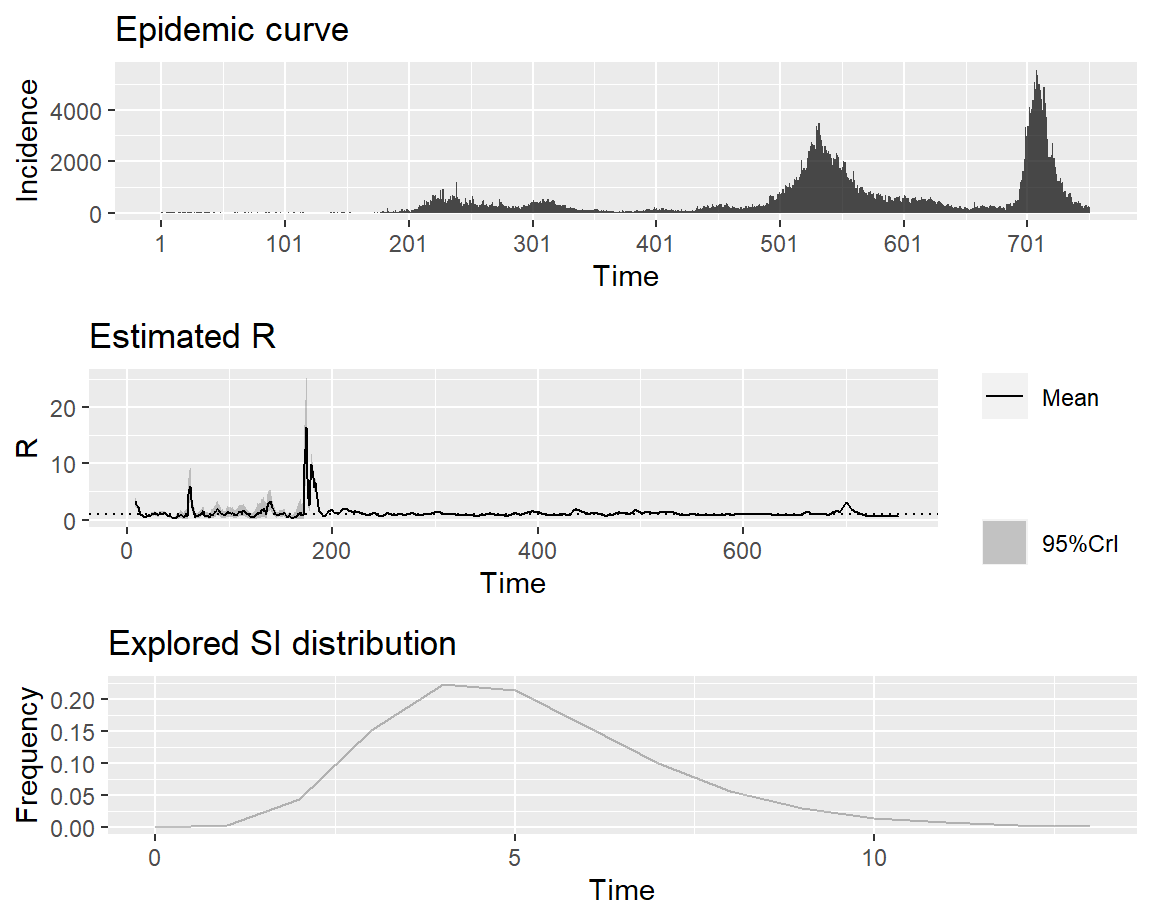 Epidemic curve
Incidence
4000
2000
0
1 101 201 301 401 501 601 701
Time
Estimated R
R
20
10
0
0 200 400 600
Time
Mean
95%CrI
Explored SI distribution
Frequency
0.20
0.15
0.10
0.05
0.00
0 5 10
Time